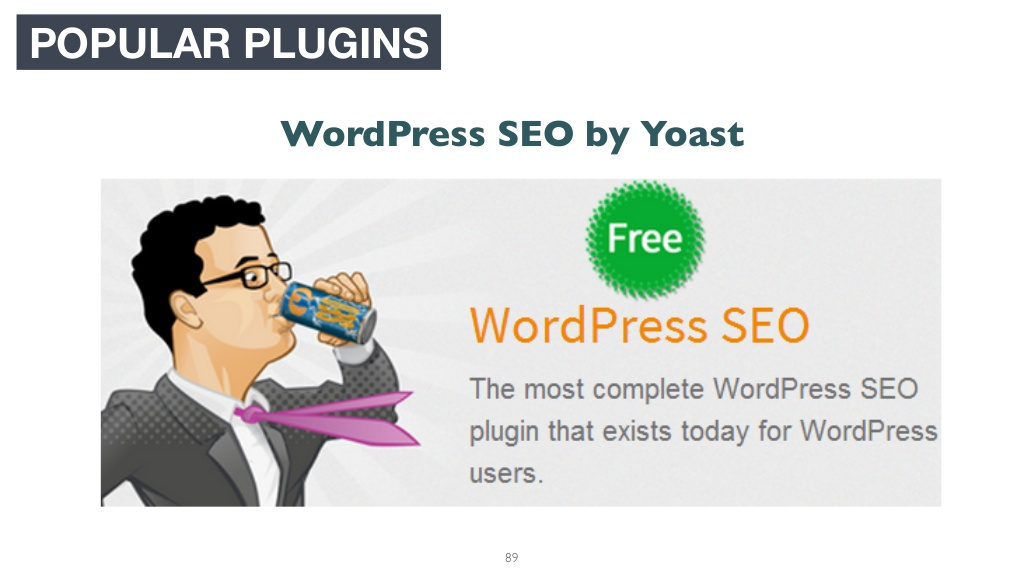 POPULAR PLUGINS
WordPress SEO by Yoast
Free
WordPress SEO
The most complete WordPress SEO
plugin that exists today for WordPress
users.
89